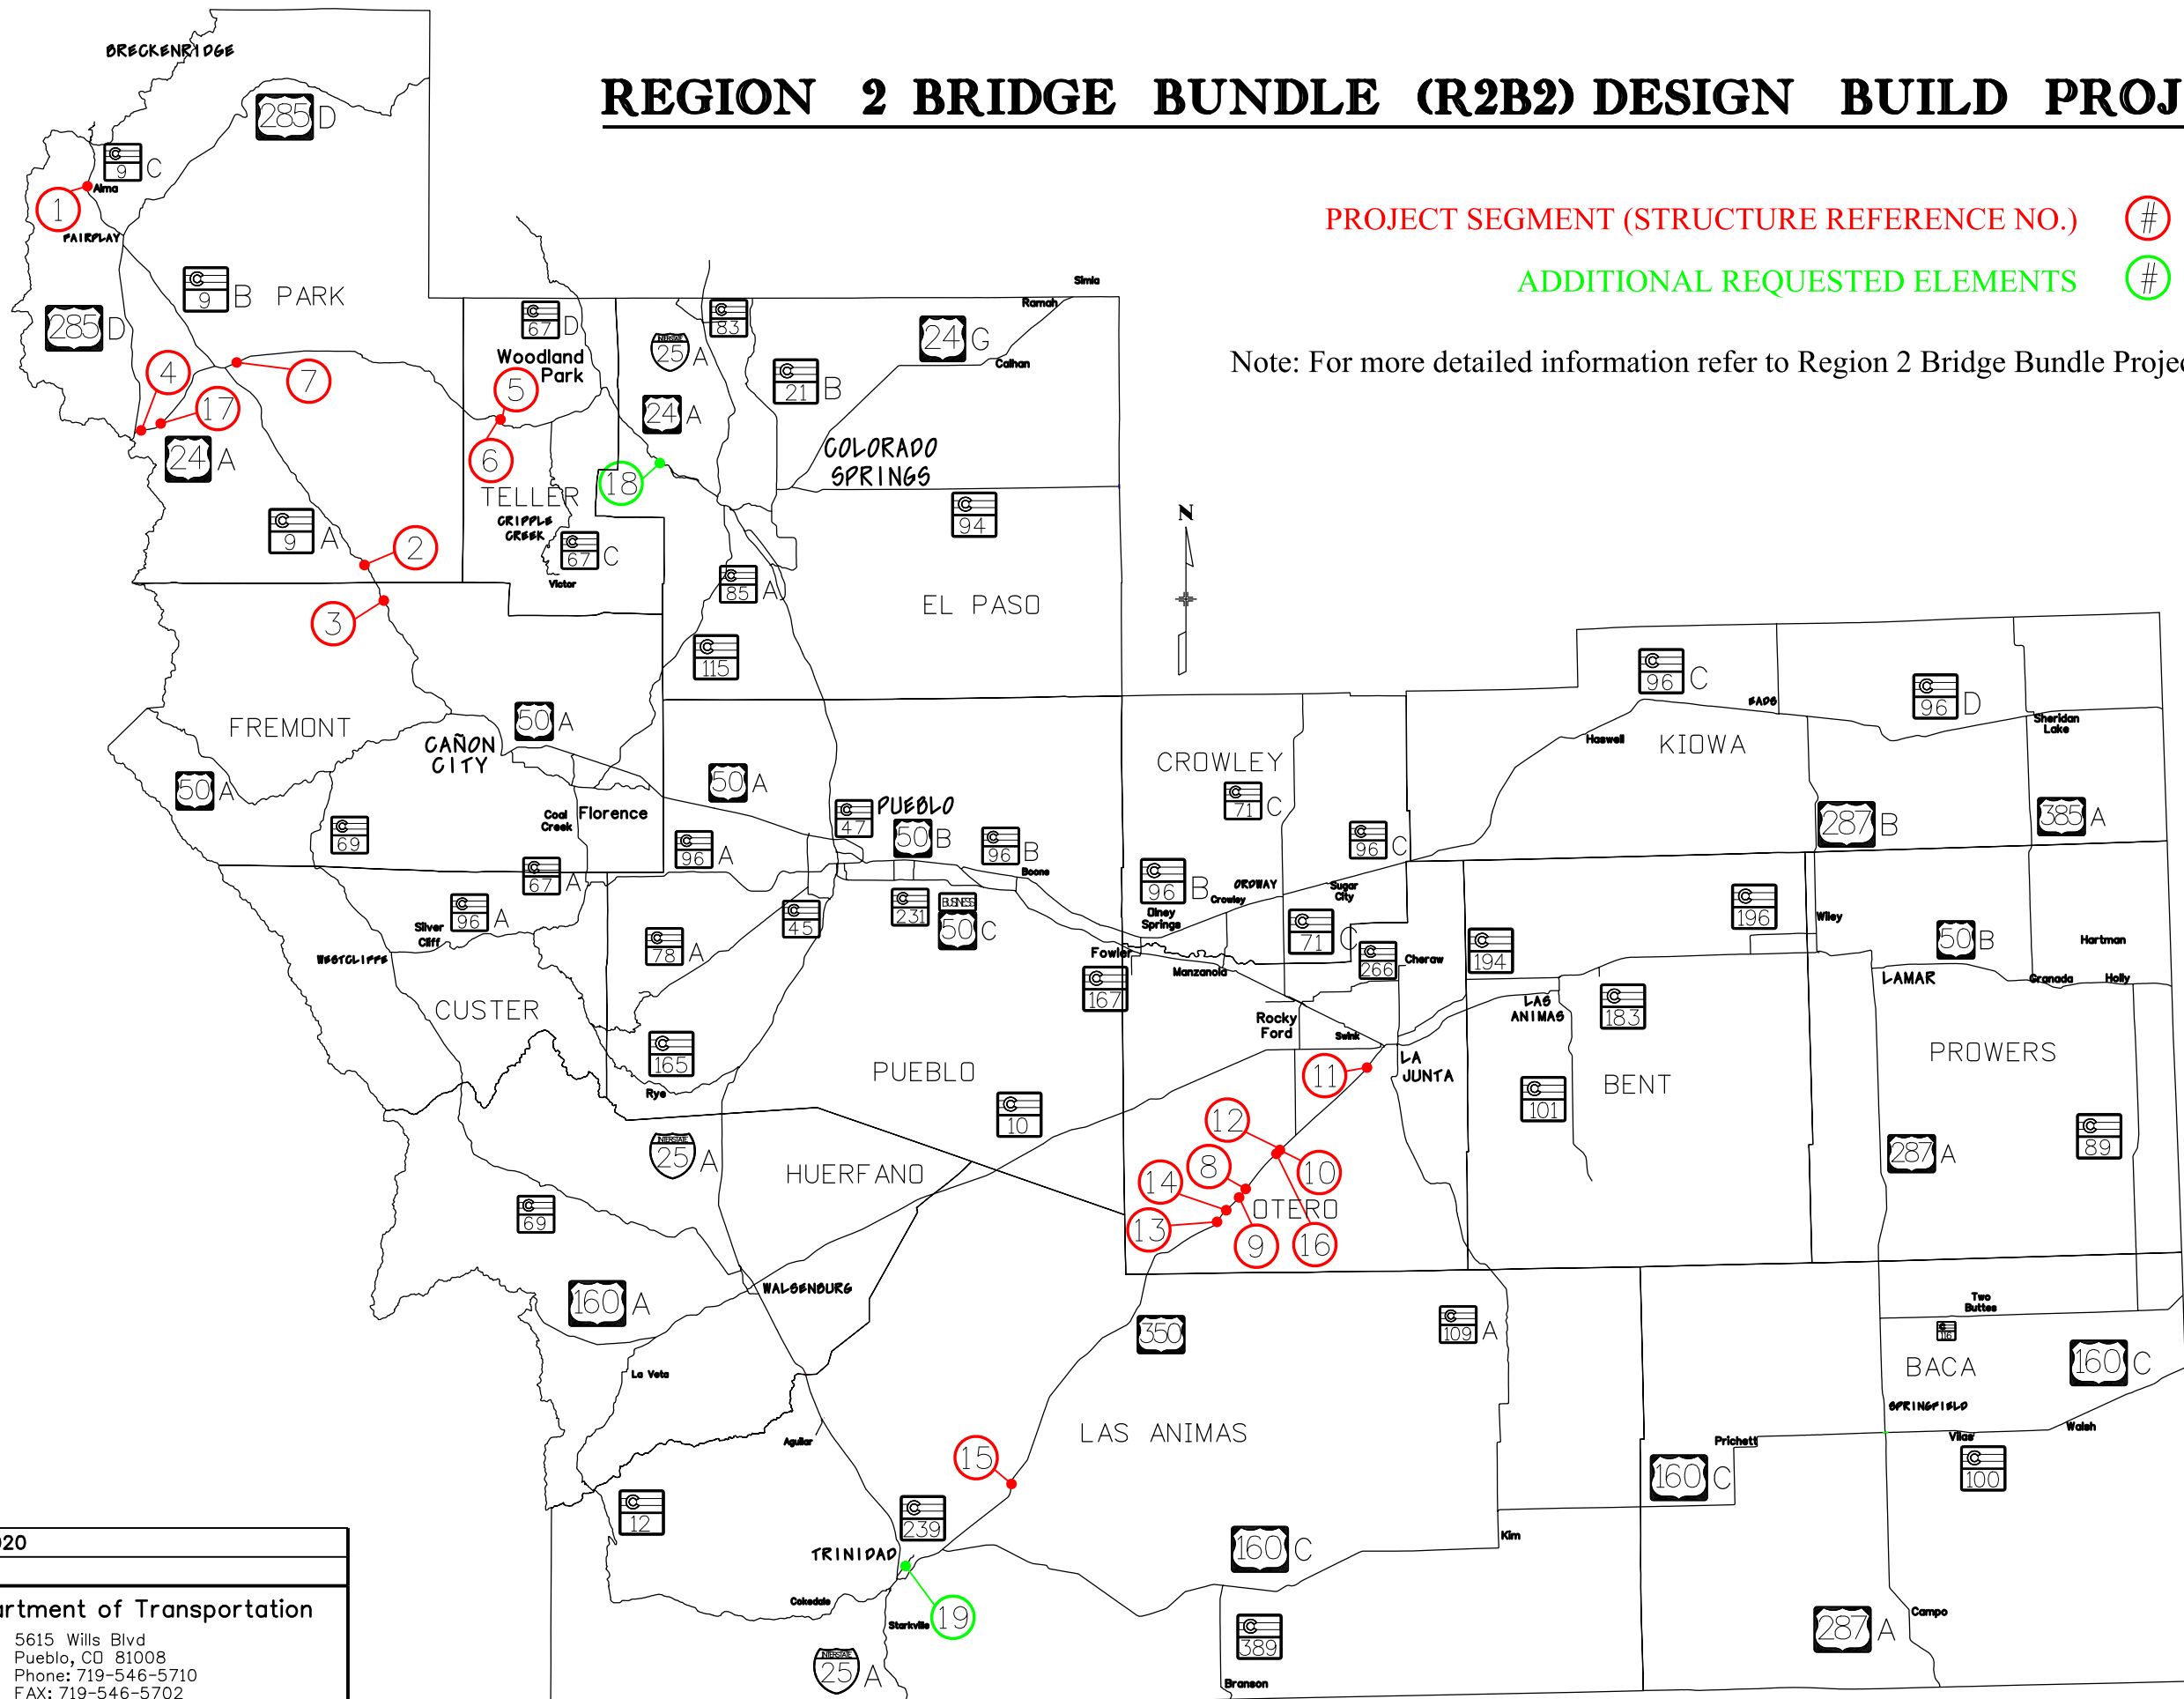 BRECKENRIDGE
REGION 2 BRIDGE BUNDLE (R2B2) DESIGN BUILD PROJ
285 D
9 C
1
Alma
FAIRPLAY
PROJECT SEGMENT (STRUCTURE REFERENCE NO.) #
ADDITIONAL REQUESTED ELEMENTS #
Note: For more detailed information refer to Region 2 Bridge Bundle Projec
9 B PARK
285 D
4
17
7
24 A
9 A
2
3
67 D
Woodland
Park
5
6
TELLER
CRIPPLE
CREEK
67 C
Victor
18
INTERSTATE
25 A
83
24 A
21 B
24 G
Simla
Ramah
Calhan
COLORADO
SPRINGS
94
85 A
EL PASO
115
N
FREMONT
50 A
CAÑON
CITY
50 A
69
Coal
Creek
Florence
67 A
96 A
Silver
Cliff
WESTCLIFFE
CUSTER
50 A
96 A
47
PUEBLO
50 B
96 B
Boone
231
BUSINESS
50 C
45
78 A
165
Rye
PUEBLO
10
CROWLEY
71 C
96 C
96 B
Olney
Springs
Crowley
ORDWAY
Sugar
City
71 C
266
Cheraw
Fowler
167
Manzanola
Rocky
Ford
Swink
LA
JUNTA
11
12
8
10
14
13
9
16
OTERO
96 C
EADS
96 D
Sheridan
Lake
Haswell
KIOWA
287 B
385 A
196
Wiley
50 B
Hartman
194
LAS
ANIMAS
183
LAMAR
Granada
Holly
PROWERS
101
BENT
287 A
89
INTERSTATE
25 A
HUERFANO
69
160 A
WALSENBURG
La Veta
Aguilar
350
109 A
LAS ANIMAS
15
239
12
TRINIDAD
Cokedale
Starkville
19
INTERSTATE
25 A
160 C
Kim
389
Branson
Two
Buttes
116
BACA
160 C
SPRINGFIELD
Vilas
Walsh
Prichett
160 C
100
287 A
Campo
020
artment of Transportation
5615 Wills Blvd
Pueblo, CO 81008
Phone: 719-546-5710
FAX: 719-546-5702